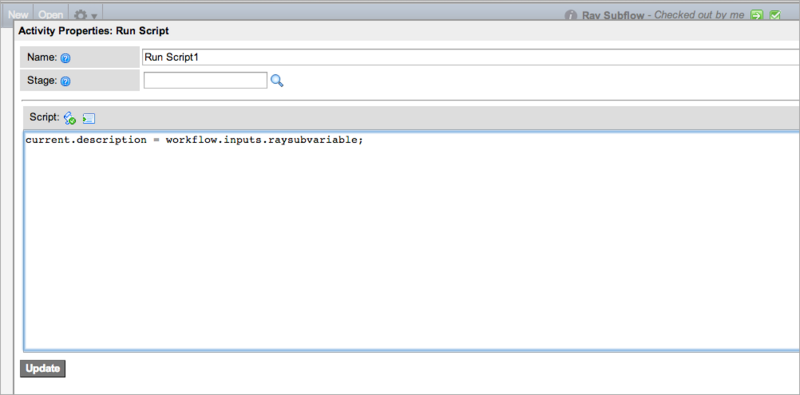 New Open Ray Subflow - Checked out by me
Activity Properties: Run Script
Name: Run Script1
Stage:
Script:
current.description = workflow.inputs.raysubvariable;
Update